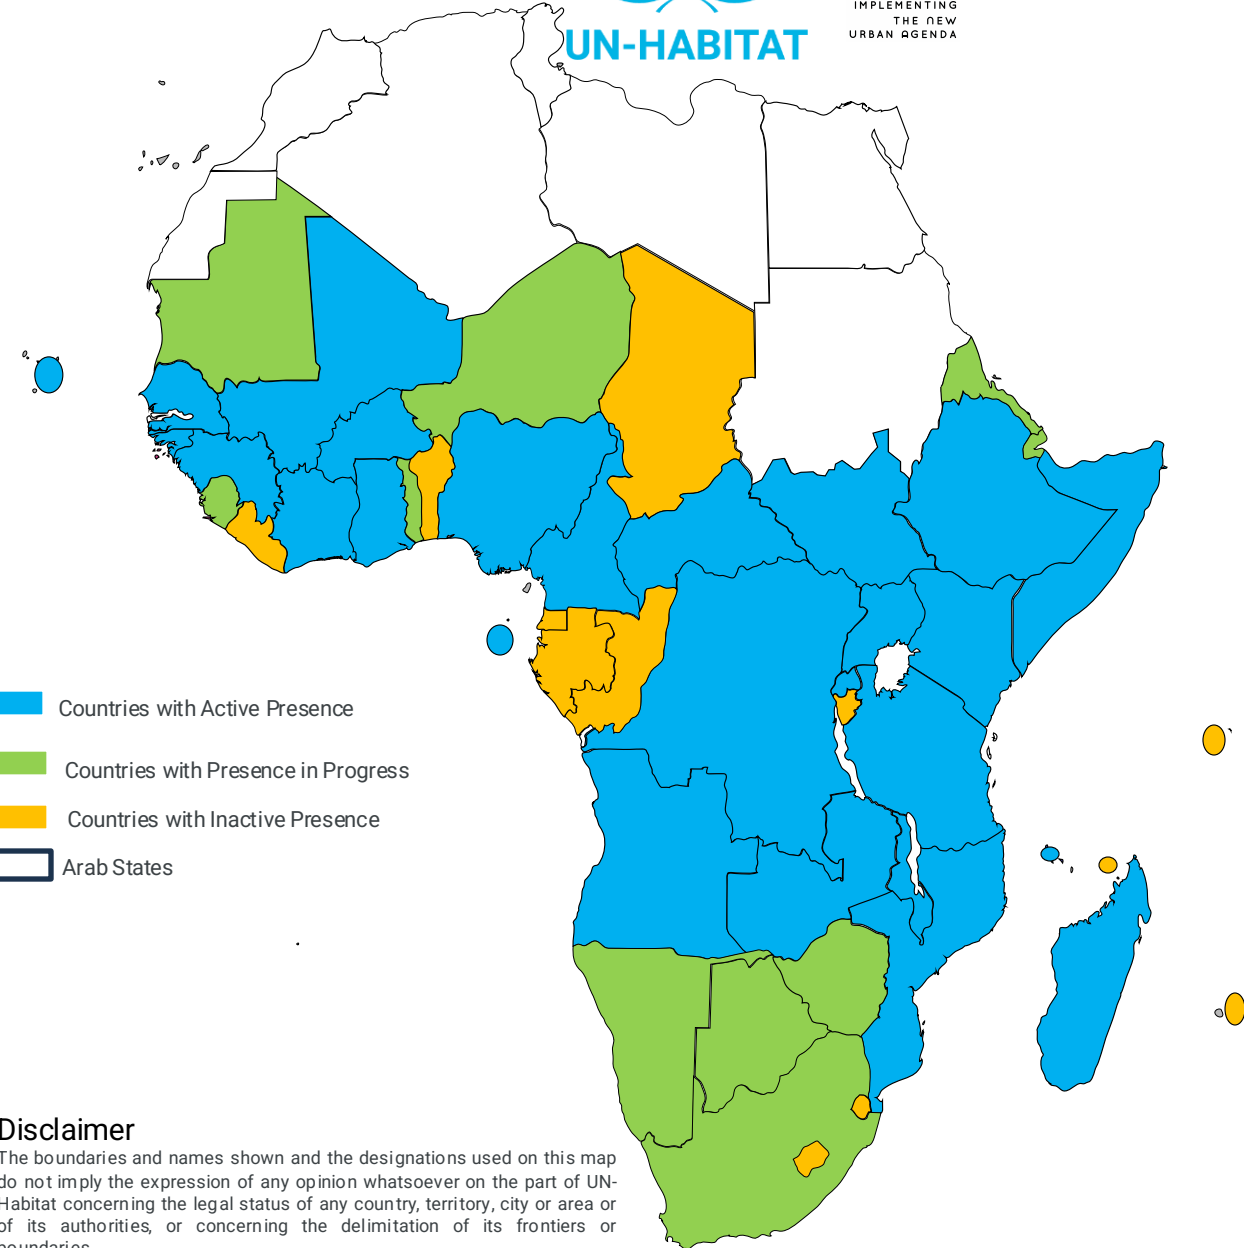 IMPLEMENTING
THE NEW
URBAN AGENDA
UN-HABITAT
Countries with Active Presence
Countries with Presence in Progress
Countries with Inactive Presence
Arab States
Disclaimer
The boundaries and names shown and the designations used on this map
do not imply the expression of any opinion whatsoever on the part of UN-
Habitat concerning the legal status of any country, territory, city or area or
of its authorities, or concerning the delimitation of its frontiers or
boundaries